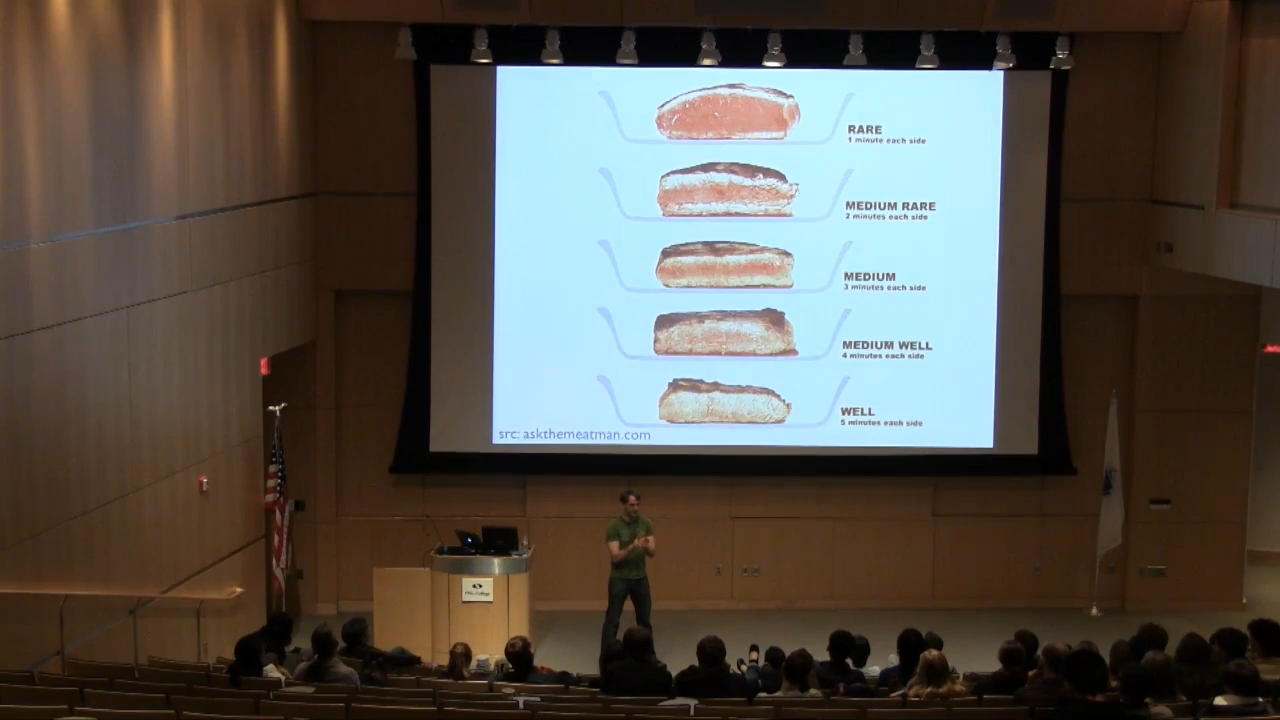 RARE
1 minute each side
MEDIUM RARE
2 minutes each side
MEDIUM
3 minutes each side
MEDIUM WELL
4 minutes each side
WELL
5 minutes each side
src: askthemeatman.com